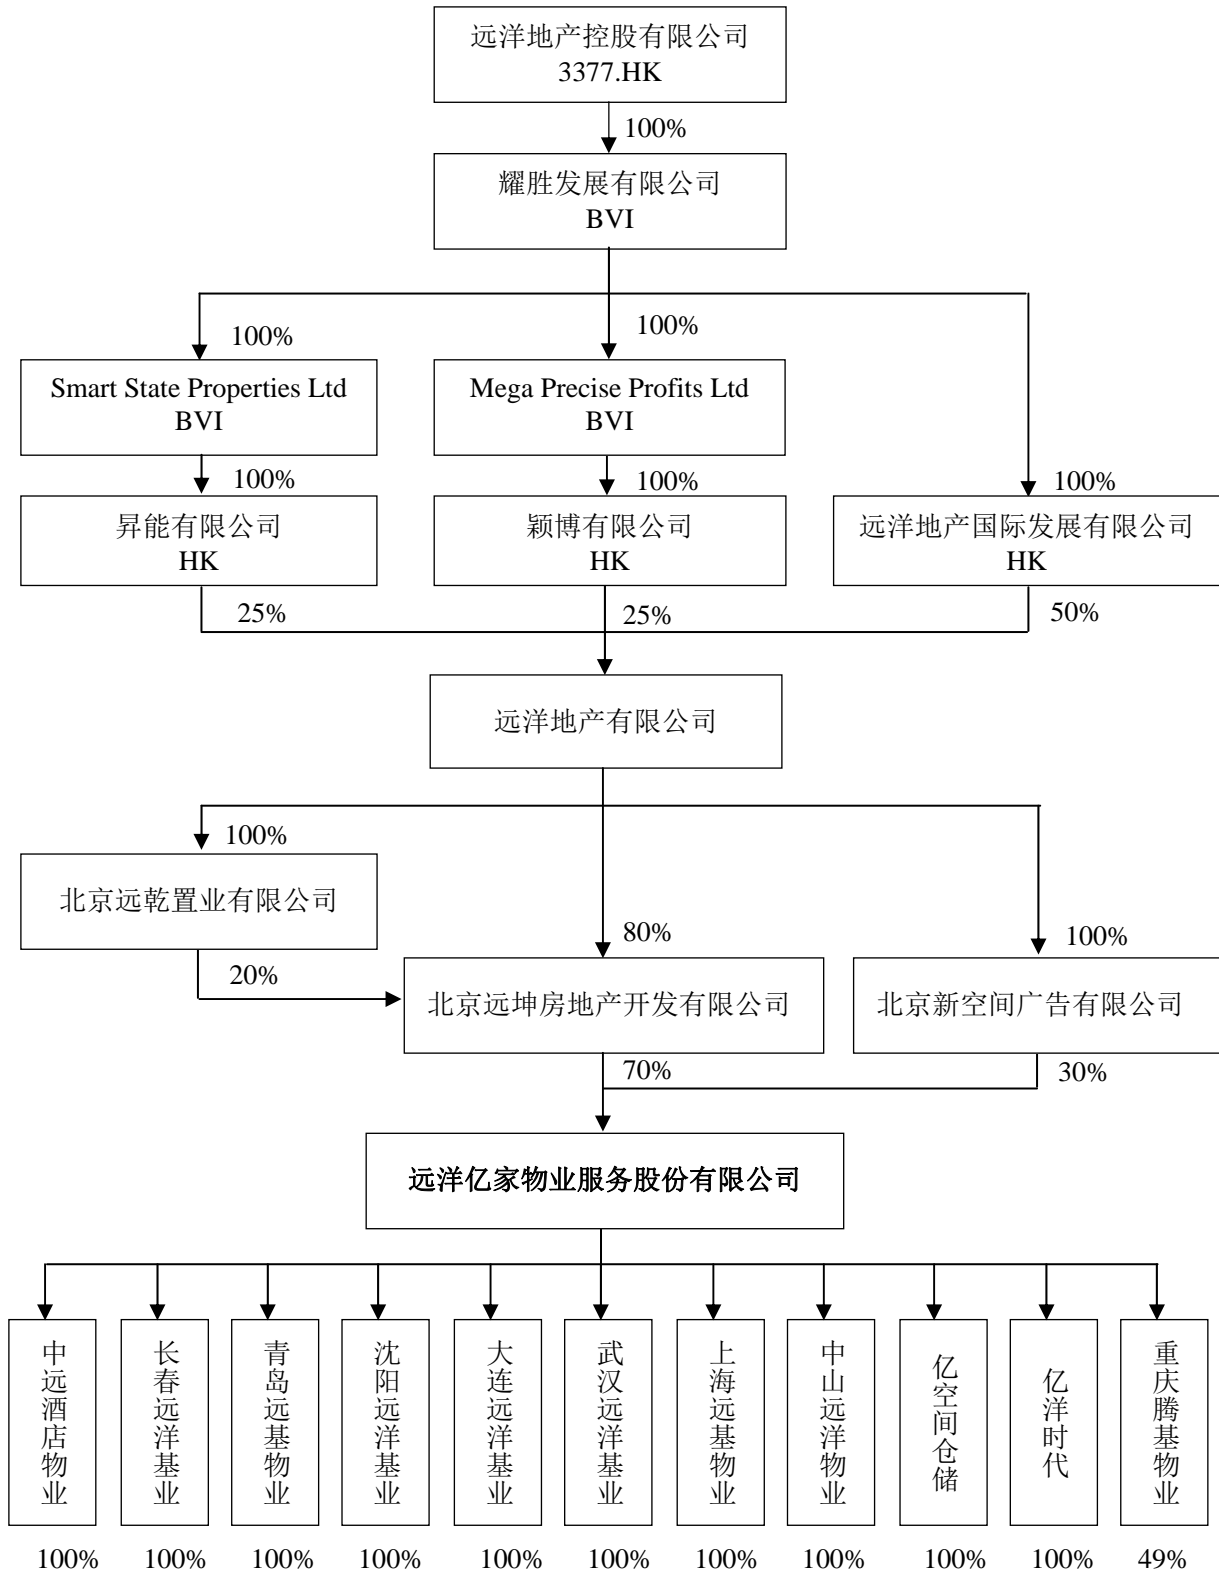 远洋地产控股有限公司
3377.HK
100%
耀胜发展有限公司
BVI
100%
100%
Smart State Properties Ltd
BVI
Mega Precise Profits Ltd
BVI
100%
100%
100%
昇能有限公司
HK
颖博有限公司
HK
远洋地产国际发展有限公司
HK
25%
25%
50%
远洋地产有限公司
100%
北京远乾置业有限公司
80%
100%
20%
北京远坤房地产开发有限公司
北京新空间广告有限公司
70%
30%
远洋亿家物业服务股份有限公司
中远酒店物业
长春远洋基业
青岛远基物业
沈阳远洋基业
大连远洋基业
武汉远洋基业
上海远基物业
中山远洋物业
亿空间仓储
亿洋时代
重庆腾基物业
100%
100%
100%
100%
100%
100%
100%
100%
100%
100%
49%